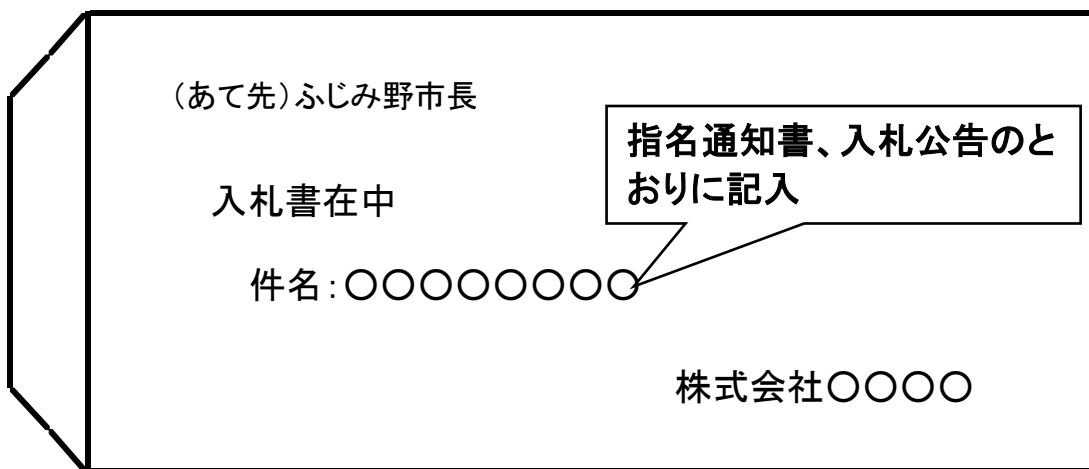 （あて先）ふじみ野市長
指名通知書、入札公告のと
おりに記入
入札書在中
件名：〇〇〇〇〇〇〇〇
株式会社〇〇〇〇